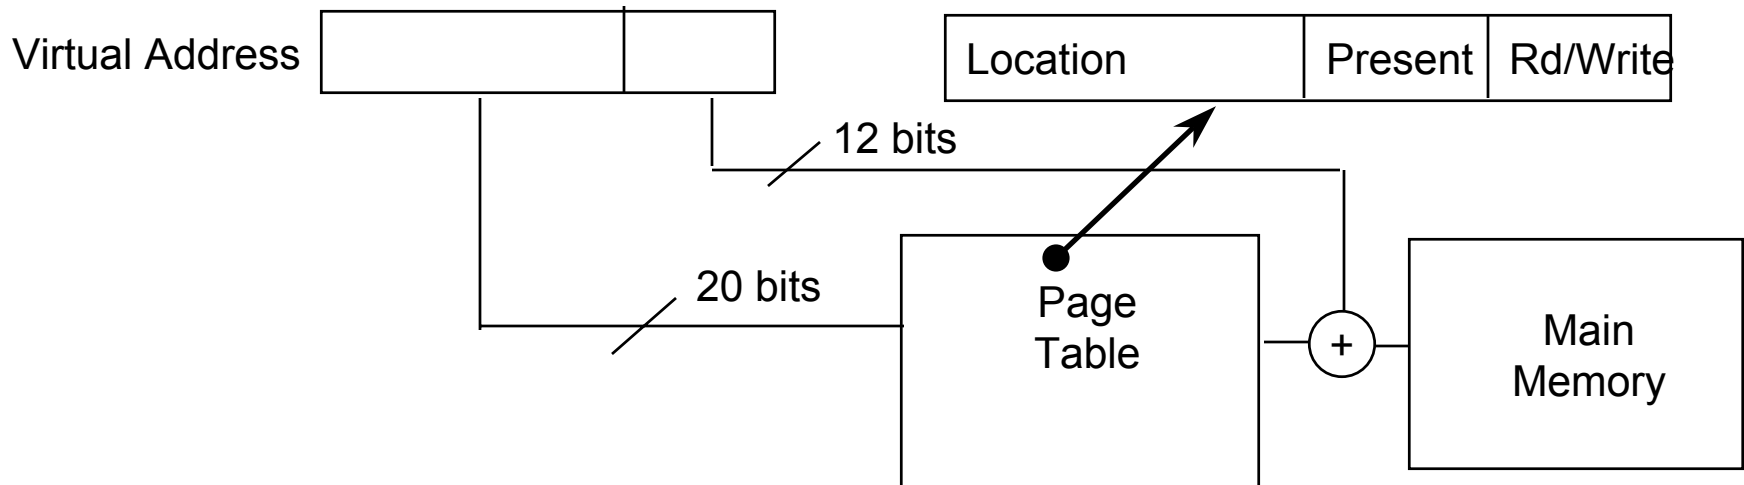 Virtual Address
Location Present Rd/Write
12 bits
20 bits
Page
Table
+
Main
Memory